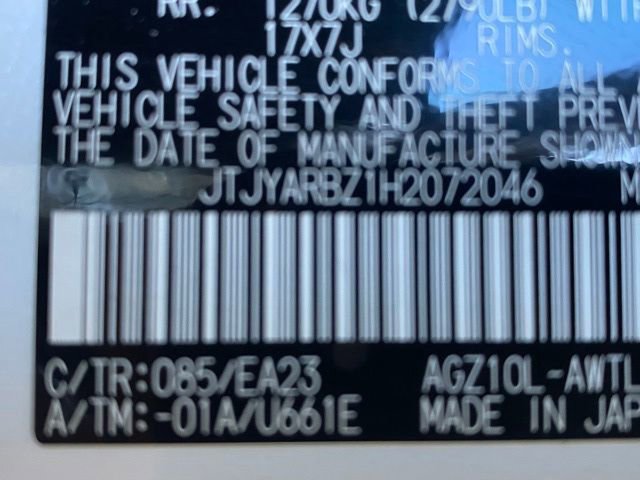 RR. 1270KG (2790LB) WITH
17X7J RIMS.
THIS VEHICLE CONFORMS TO ALL
VEHICLE SAFETY AND THEFT PREV
THE DATE OF MANUFACTURE SHOWN
JTJYARBZ1H2072046 M
C/TR:085/EA23 AGZ10L-AWTL
A/TM:-01A/U661E MADE IN JAP